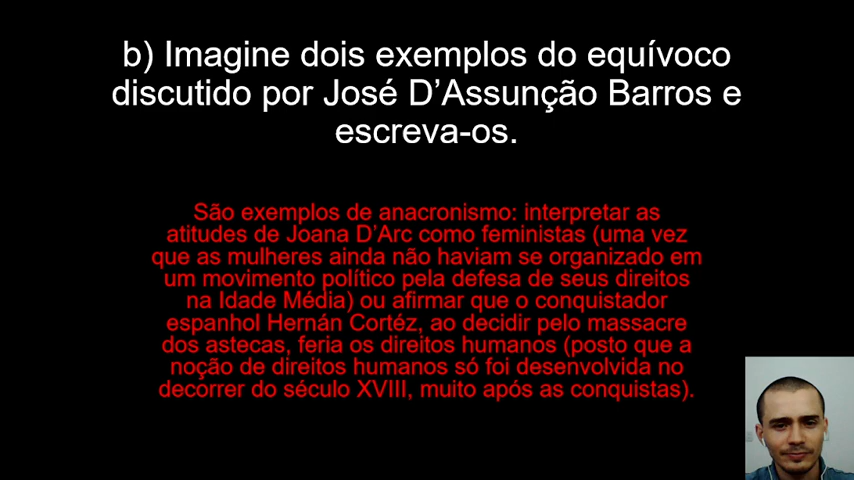 b) Imagine dois exemplos do equívoco
discutido por José D’Assunção Barros e
escreva-os.
São exemplos de anacronismo: interpretar as
atitudes de Joana D’Arc como feministas (uma vez
que as mulheres ainda não haviam se organizado em
um movimento político pela defesa de seus direitos
na Idade Média) ou afirmar que o conquistador
espanhol Hernán Cortéz, ao decidir pelo massacre
dos astecas, feria os direitos humanos (posto que a
noção de direitos humanos só foi desenvolvida no
decorrer do século XVIII, muito após as conquistas).